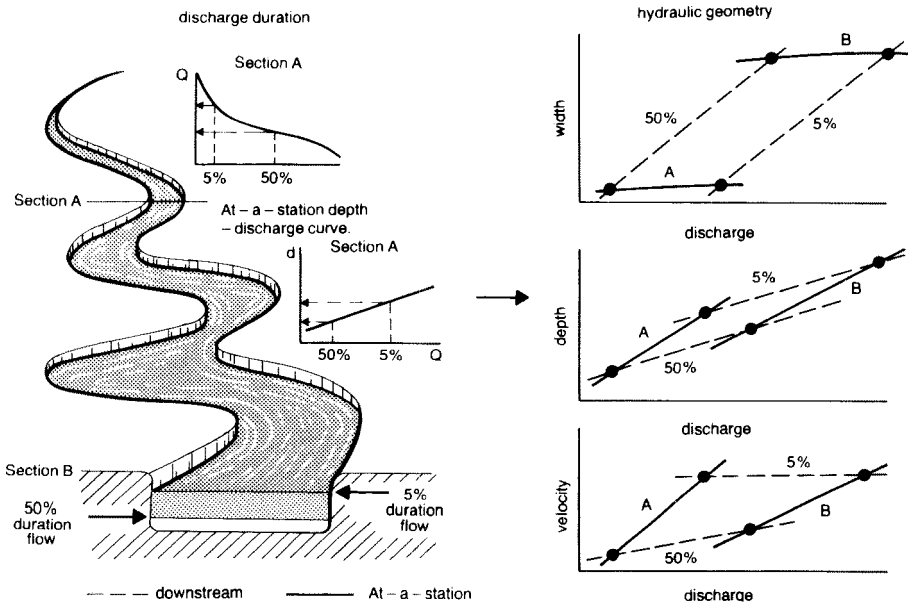 discharge duration
Section A
Q
5%
50%
Section A
At – a – station depth
– discharge curve.
d
Section A
50%
5%
Q
Section B
50%
duration
flow
5%
duration
flow
downstream
At – a – station
hydraulic geometry
width
B
50%
5%
A
discharge
depth
5%
A
B
50%
discharge
velocity
5%
A
B
50%
discharge